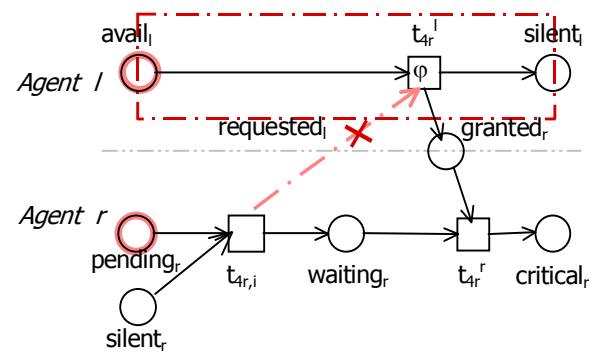 avail_l t_4r^l silent_l
Agent l φ
requested_l granted_r
Agent r
pending_r t_4r,i waiting_r t_4r^r critical_r
silent_r